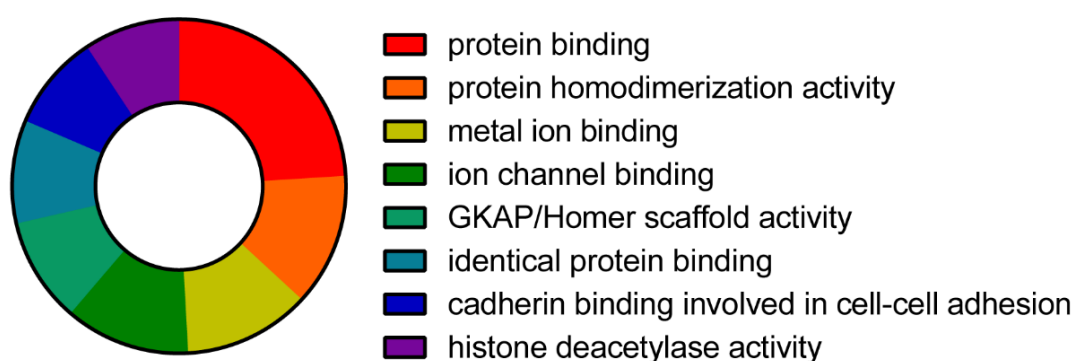 protein binding
protein homodimerization activity
metal ion binding
ion channel binding
GKAP/Homer scaffold activity
identical protein binding
cadherin binding involved in cell-cell adhesion
histone deacetylase activity